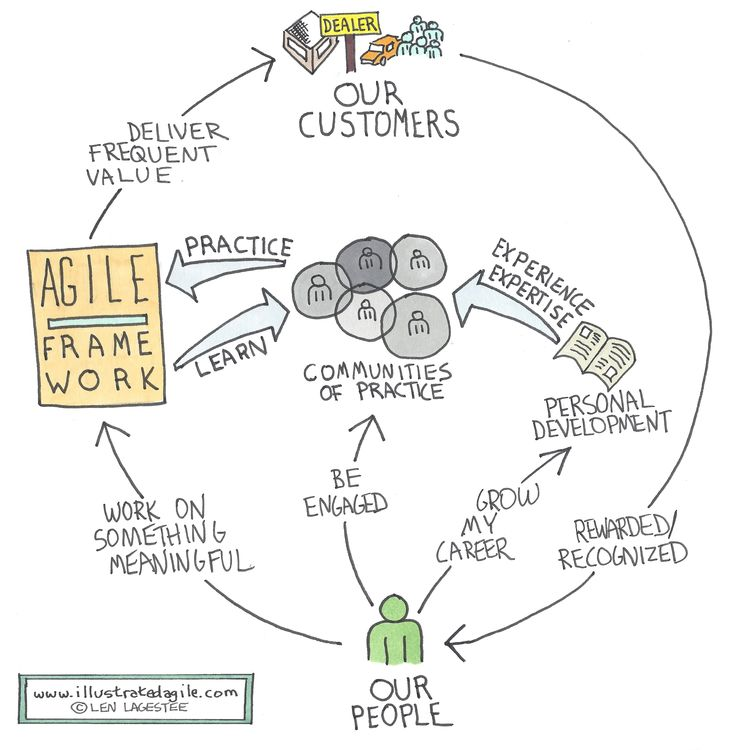 DEALER
OUR
CUSTOMERS
DELIVER
FREQUENT
VALUE
PRACTICE
AGILE
FRAME
WORK
LEARN
COMMUNITIES
OF PRACTICE
EXPERIENCE
EXPERTISE
PERSONAL
DEVELOPMENT
WORK ON
SOMETHING
MEANINGFUL
BE
ENGAGED
GROW
MY
CAREER
REWARDED/
RECOGNIZED
OUR
PEOPLE
www.illustratedagile.com
© LEN LAGESTEE